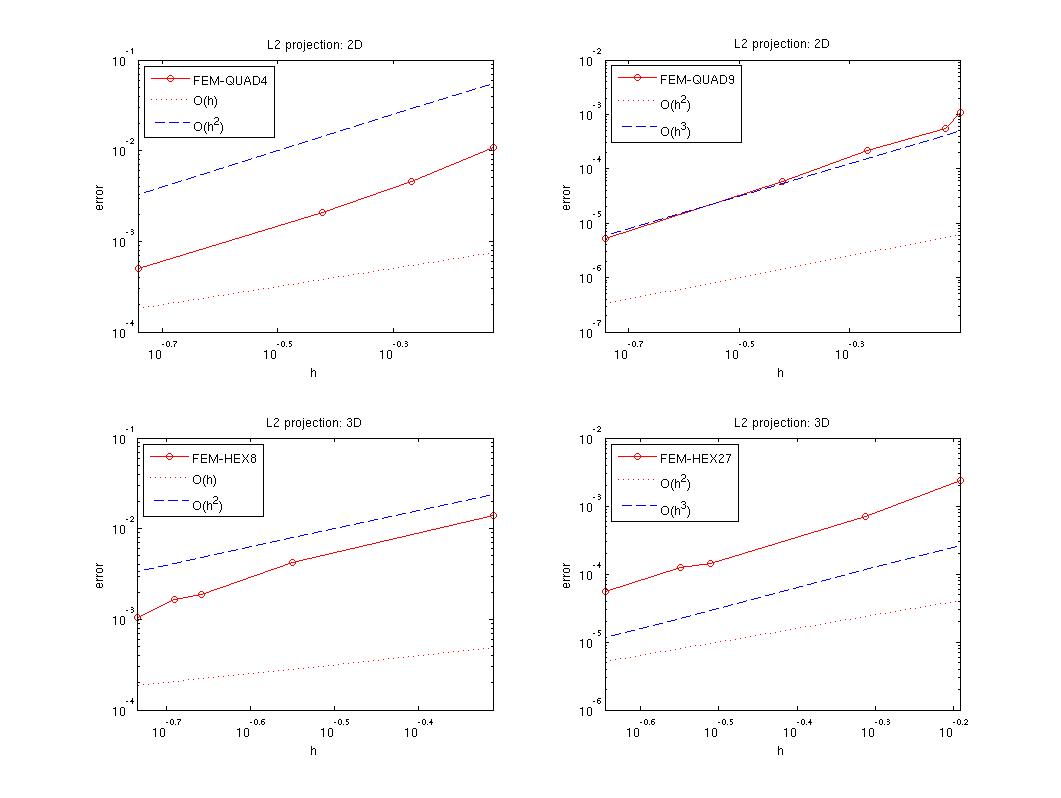 L2 projection: 2D
FEM-QUAD4
O(h)
O(h²)
10⁻¹
10⁻²
10⁻³
10⁻⁴
error
10⁻⁰·⁷ 10⁻⁰·⁵ 10⁻⁰·³
h
L2 projection: 2D
FEM-QUAD9
O(h²)
O(h³)
10⁻²
10⁻³
10⁻⁴
10⁻⁵
10⁻⁶
10⁻⁷
error
10⁻⁰·⁷ 10⁻⁰·⁵ 10⁻⁰·³
h
L2 projection: 3D
FEM-HEX8
O(h)
O(h²)
10⁻¹
10⁻²
10⁻³
10⁻⁴
error
10⁻⁰·⁷ 10⁻⁰·⁶ 10⁻⁰·⁵ 10⁻⁰·⁴
h
L2 projection: 3D
FEM-HEX27
O(h²)
O(h³)
10⁻²
10⁻³
10⁻⁴
10⁻⁵
10⁻⁶
error
10⁻⁰·⁶ 10⁻⁰·⁵ 10⁻⁰·⁴ 10⁻⁰·³ 10⁻⁰·²
h